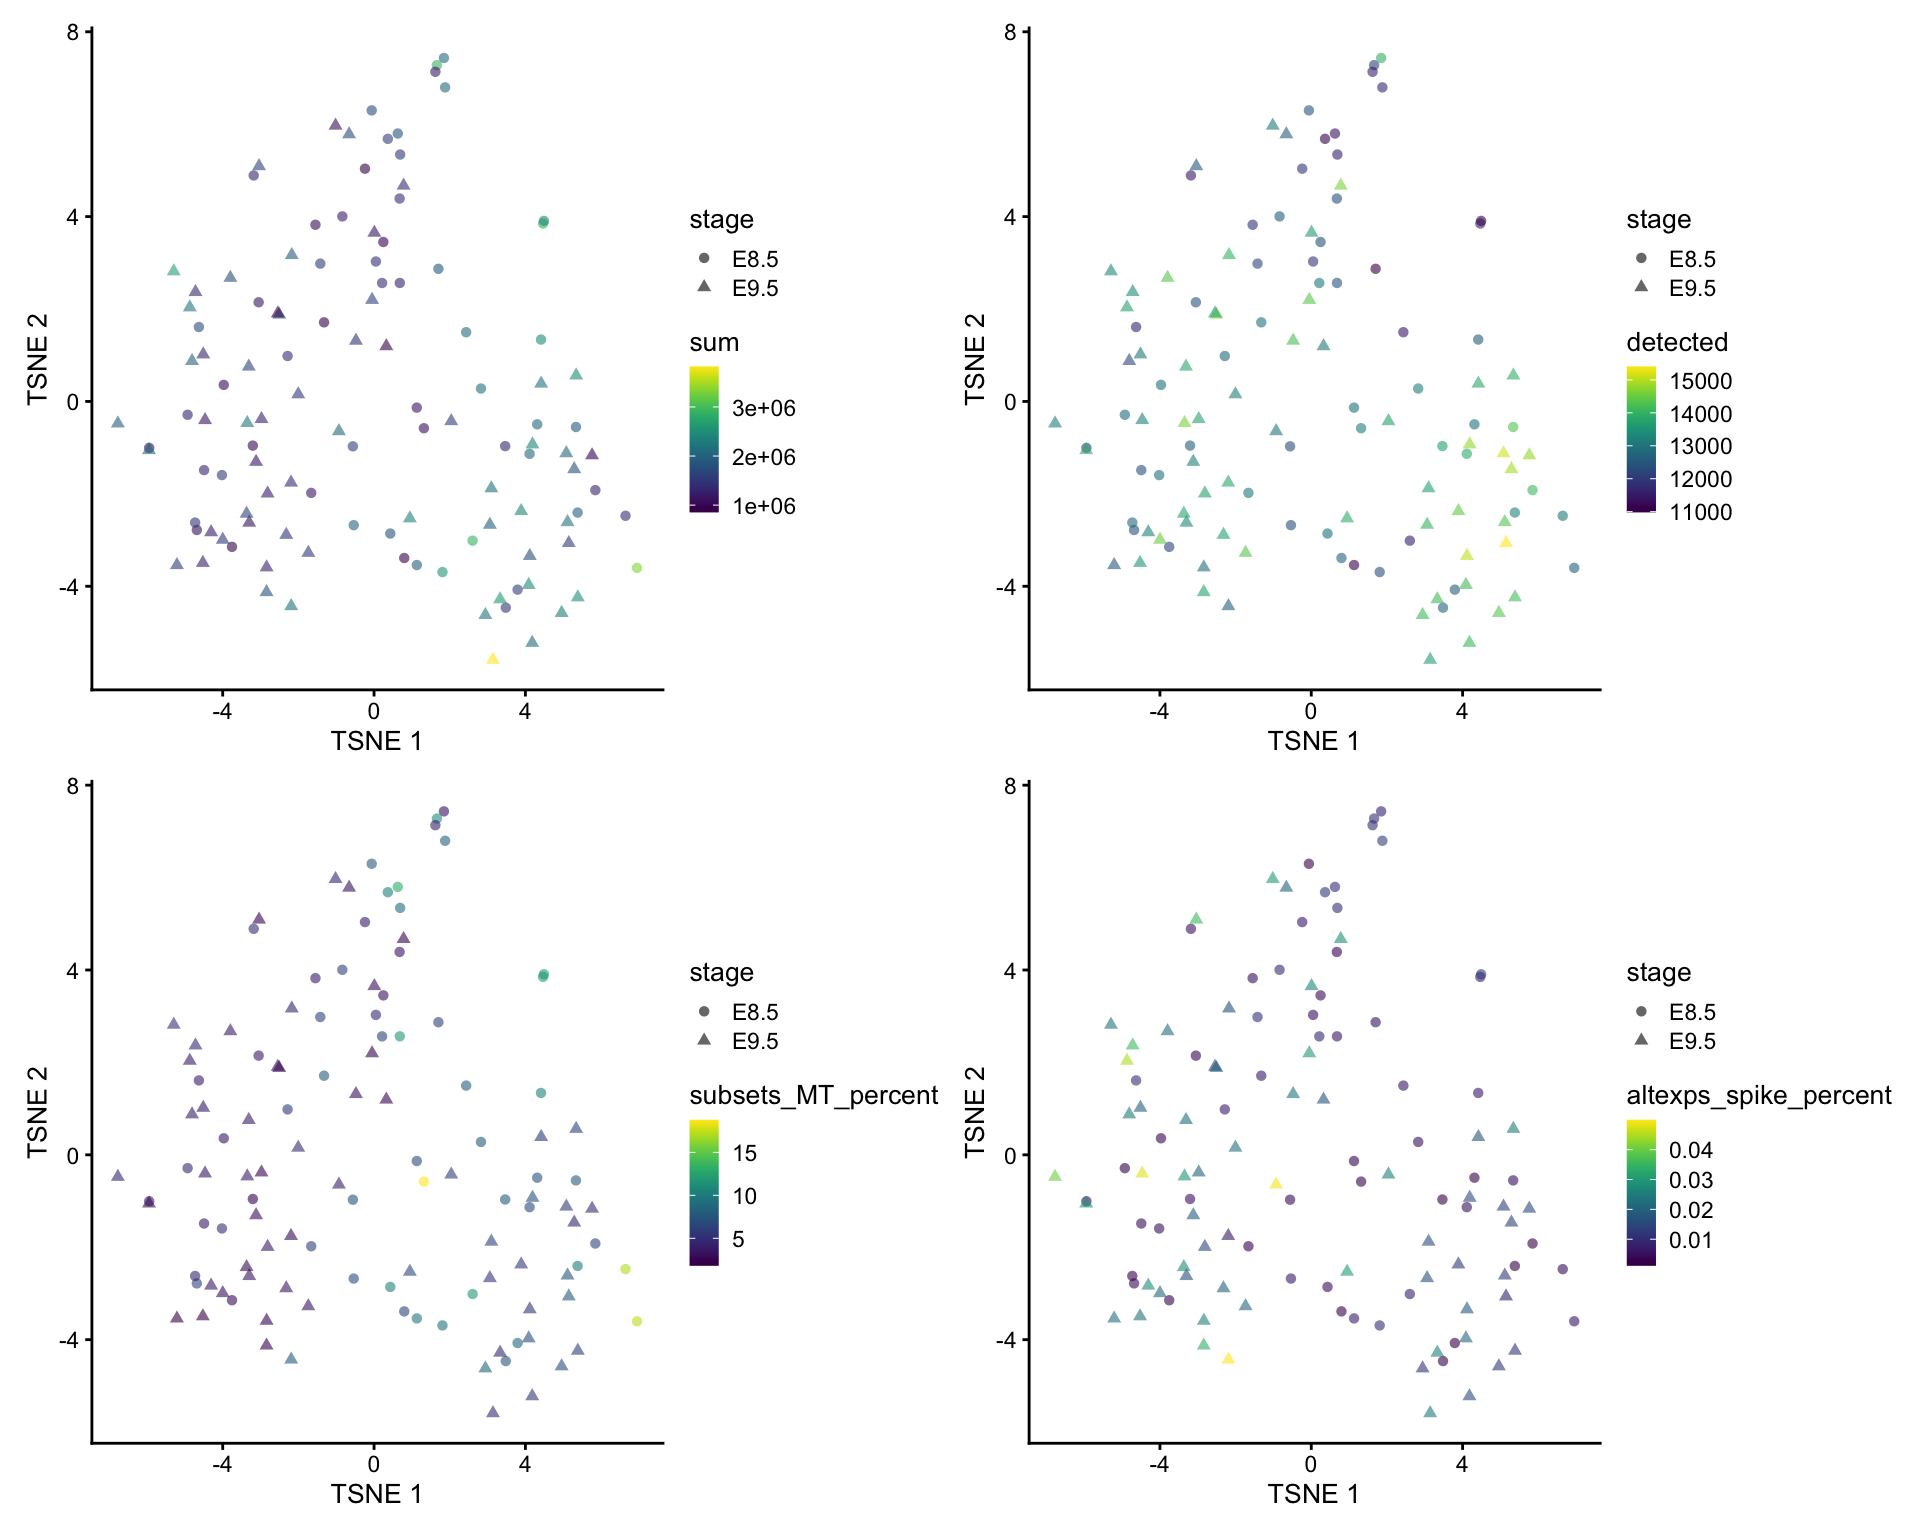 8
4
0
-4
TSNE 2
-4 0 4
TSNE 1
stage
E8.5
E9.5
sum
3e+06
2e+06
1e+06
8
4
0
-4
TSNE 2
-4 0 4
TSNE 1
stage
E8.5
E9.5
detected
15000
14000
13000
12000
11000
8
4
0
-4
TSNE 2
-4 0 4
TSNE 1
stage
E8.5
E9.5
subsets_MT_percent
15
10
5
8
4
0
-4
TSNE 2
-4 0 4
TSNE 1
stage
E8.5
E9.5
altexps_spike_percent
0.04
0.03
0.02
0.01